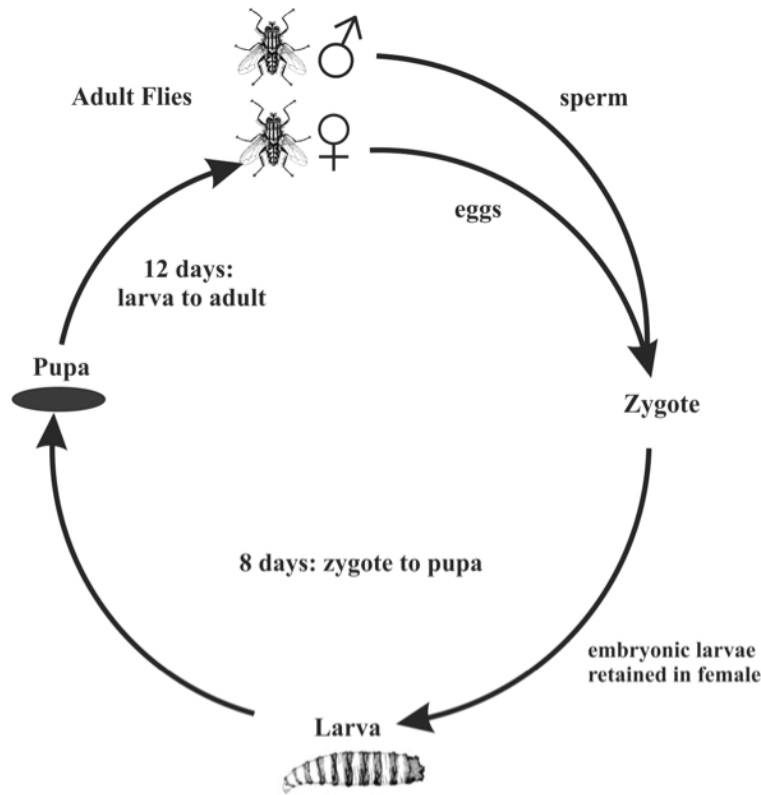 Adult Flies
sperm
eggs
12 days:
larva to adult
Pupa
Zygote
8 days: zygote to pupa
embryonic larvae
retained in female
Larva